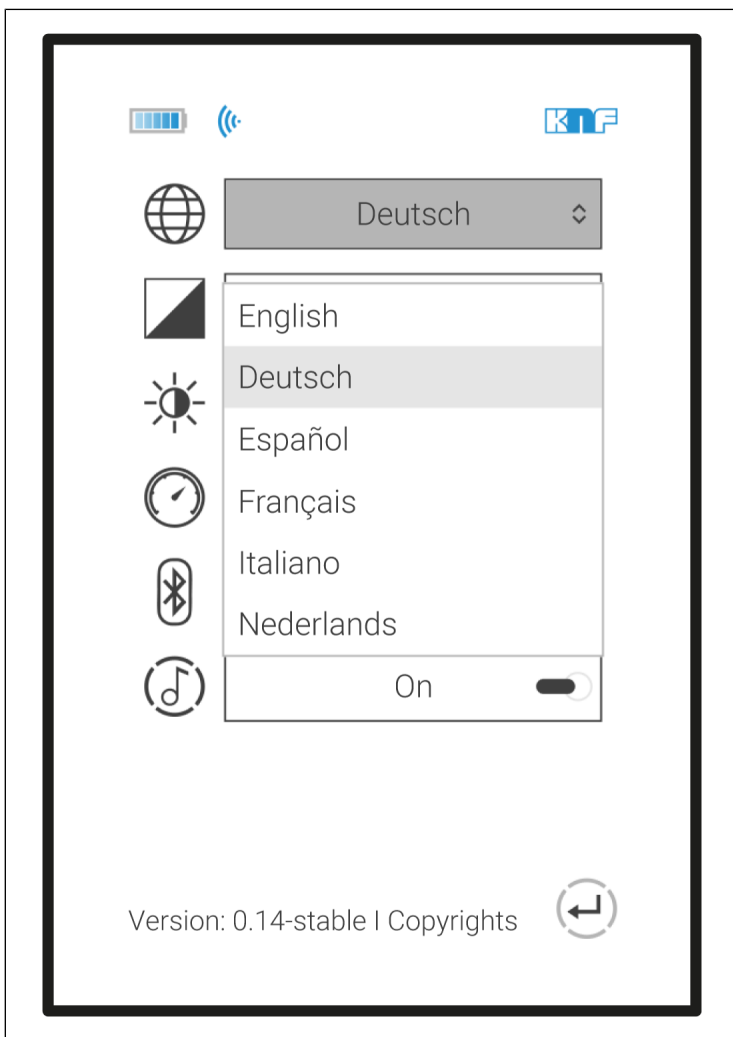 KNF
Deutsch
English
Deutsch
Español
Français
Italiano
Nederlands
On
Version: 0.14-stable I Copyrights